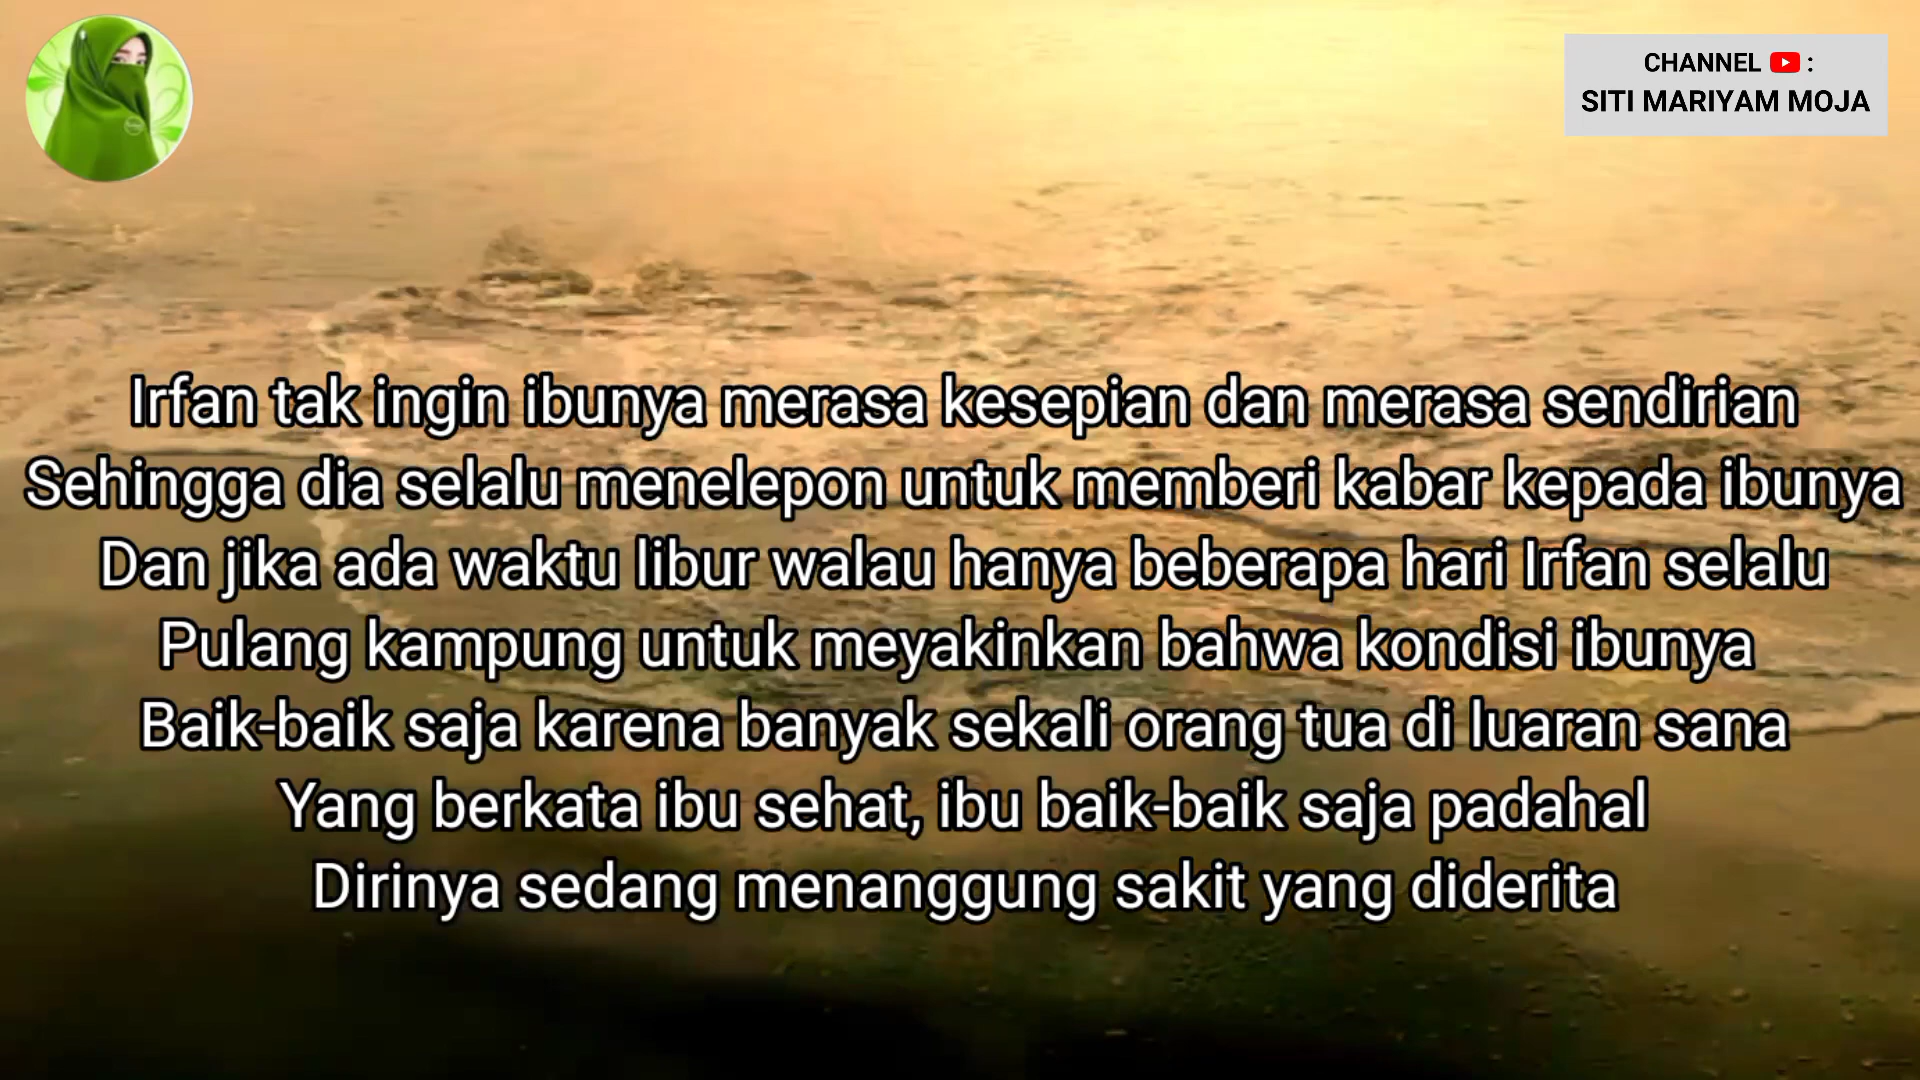 CHANNEL :
SITI MARIYAM MOJA
Irfan tak ingin ibunya merasa kesepian dan merasa sendirian
Sehingga dia selalu menelepon untuk memberi kabar kepada ibunya
Dan jika ada waktu libur walau hanya beberapa hari Irfan selalu
Pulang kampung untuk meyakinkan bahwa kondisi ibunya
Baik-baik saja karena banyak sekali orang tua di luaran sana
Yang berkata ibu sehat, ibu baik-baik saja padahal
Dirinya sedang menanggung sakit yang diderita